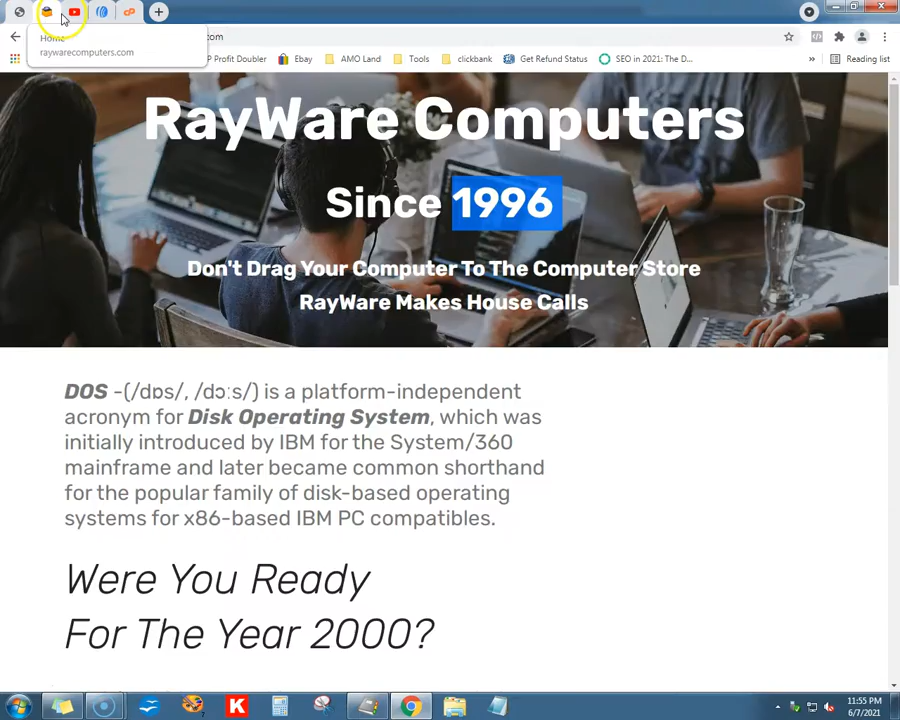 Home
raywarecomputers.com
com
P Profit Doubler
Ebay
AMO Land
Tools
clickbank
Get Refund Status
SEO in 2021: The D...
»
Reading list
RayWare Computers
Since 1996
Don't Drag Your Computer To The Computer Store
RayWare Makes House Calls
DOS -(/dɒs/, /dɔːs/) is a platform-independent
acronym for Disk Operating System, which was
initially introduced by IBM for the System/360
mainframe and later became common shorthand
for the popular family of disk-based operating
systems for x86-based IBM PC compatibles.
Were You Ready
For The Year 2000?
11:55 PM
6/7/2021